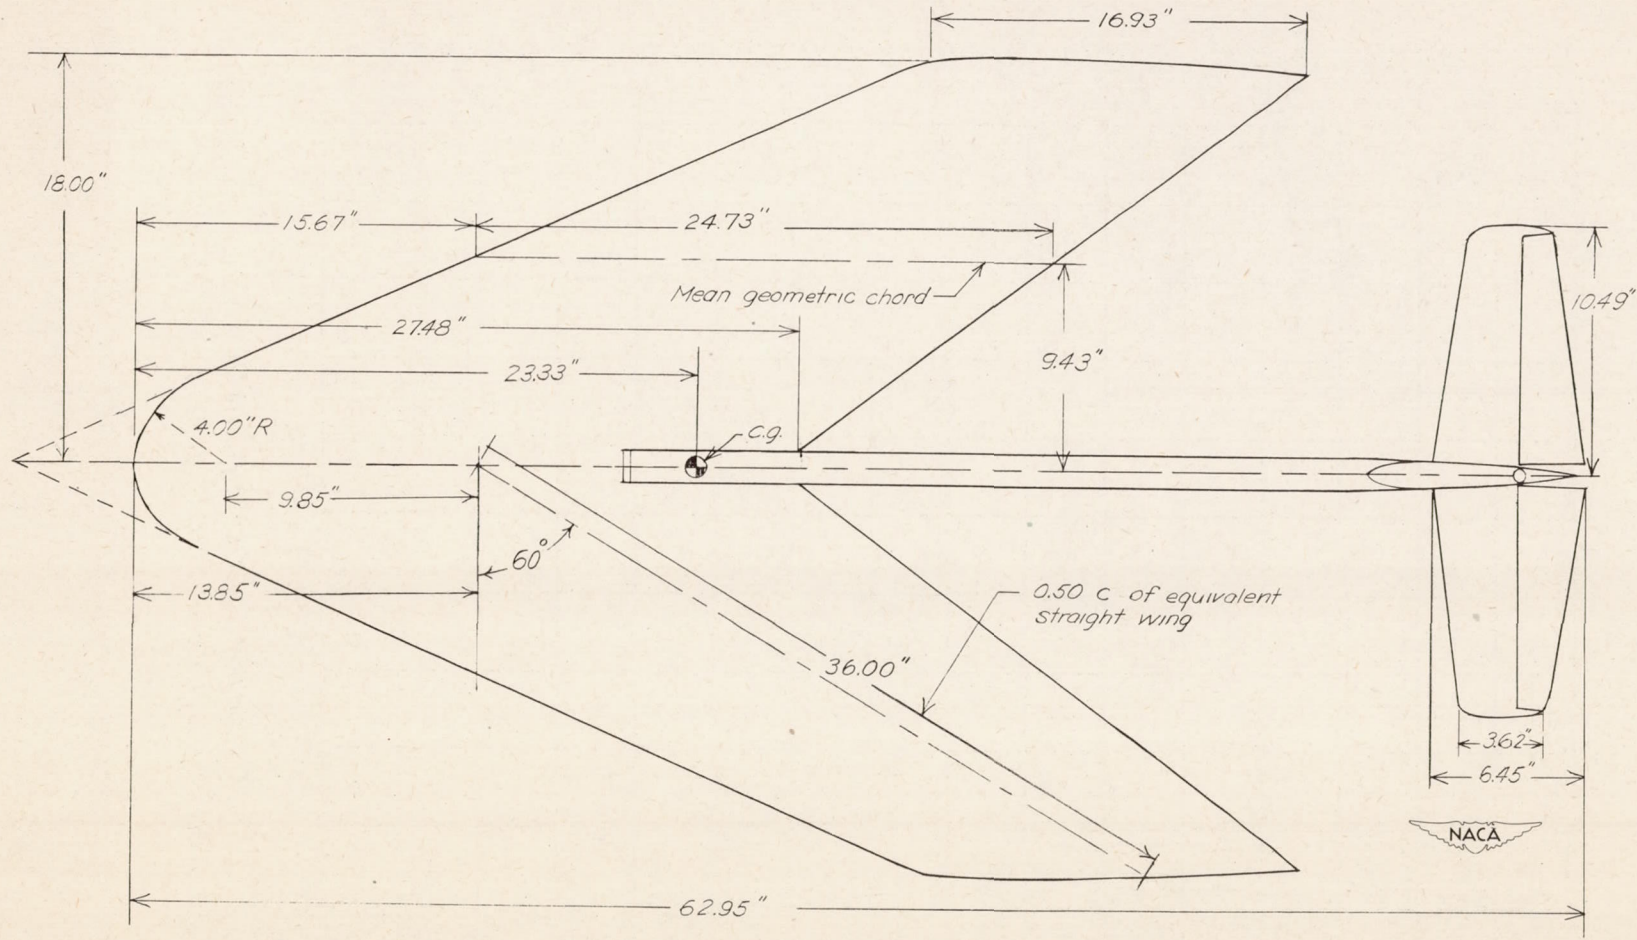 16.93"
18.00"
15.67"
24.73"
Mean geometric chord
10.49"
27.48"
23.33"
9.43"
4.00"R
c.g.
9.85"
60°
13.85"
0.50 c of equivalent
straight wing
36.00"
3.62"
6.45"
NACA
62.95"